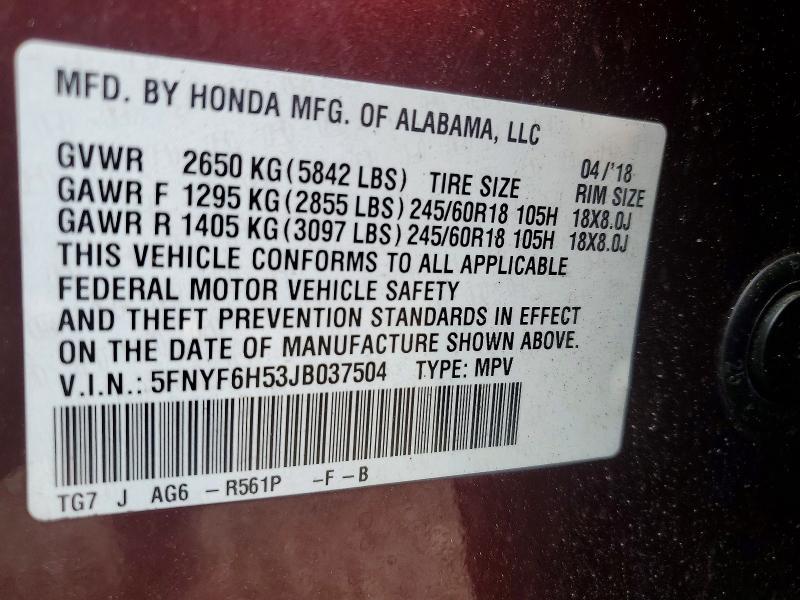 MFD. BY HONDA MFG. OF ALABAMA, LLC
GVWR 2650 KG (5842 LBS) TIRE SIZE 04/'18 RIM SIZE
GAWR F 1295 KG (2855 LBS) 245/60R18 105H 18X8.0J
GAWR R 1405 KG (3097 LBS) 245/60R18 105H 18X8.0J
THIS VEHICLE CONFORMS TO ALL APPLICABLE
FEDERAL MOTOR VEHICLE SAFETY
AND THEFT PREVENTION STANDARDS IN EFFECT
ON THE DATE OF MANUFACTURE SHOWN ABOVE.
V.I.N.: 5FNYF6H53JB037504 TYPE: MPV
TG7 J AG6 -R561P -F-B